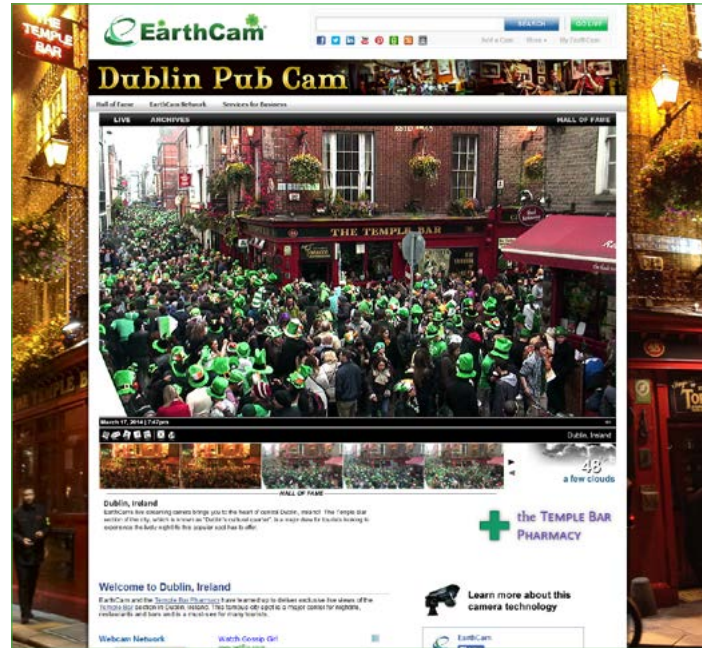 THE
TEMPLE
BAR
EarthCam
SEARCH
GO LIVE
Add a Cam
More
My EarthCam
Dublin Pub Cam
Hall of Fame
EarthCam Network
Services for Business
LIVE
ARCHIVES
HALL OF FAME
THE TEMPLE BAR
March 17, 2014 | 7:47pm
Dublin, Ireland
HALL OF FAME
48
a few clouds
Dublin, Ireland
EarthCam's live streaming camera brings you to the heart of central Dublin, Ireland! The Temple Bar
section of the city, which is known as "Dublin's cultural quarter", is a major draw for tourists looking to
experience the lively nightlife this popular spot has to offer.
the TEMPLE BAR
PHARMACY
Welcome to Dublin, Ireland
EarthCam and the Temple Bar Pharmacy have teamed up to deliver exclusive live views of the
Temple Bar section in Dublin, Ireland. This famous city spot is a major center for nightlife,
restaurants and bars and is a must-see for many tourists.
Learn more about this
camera technology
Webcam Network
Watch Gossip Girl
EarthCam
TEMPLE BAR